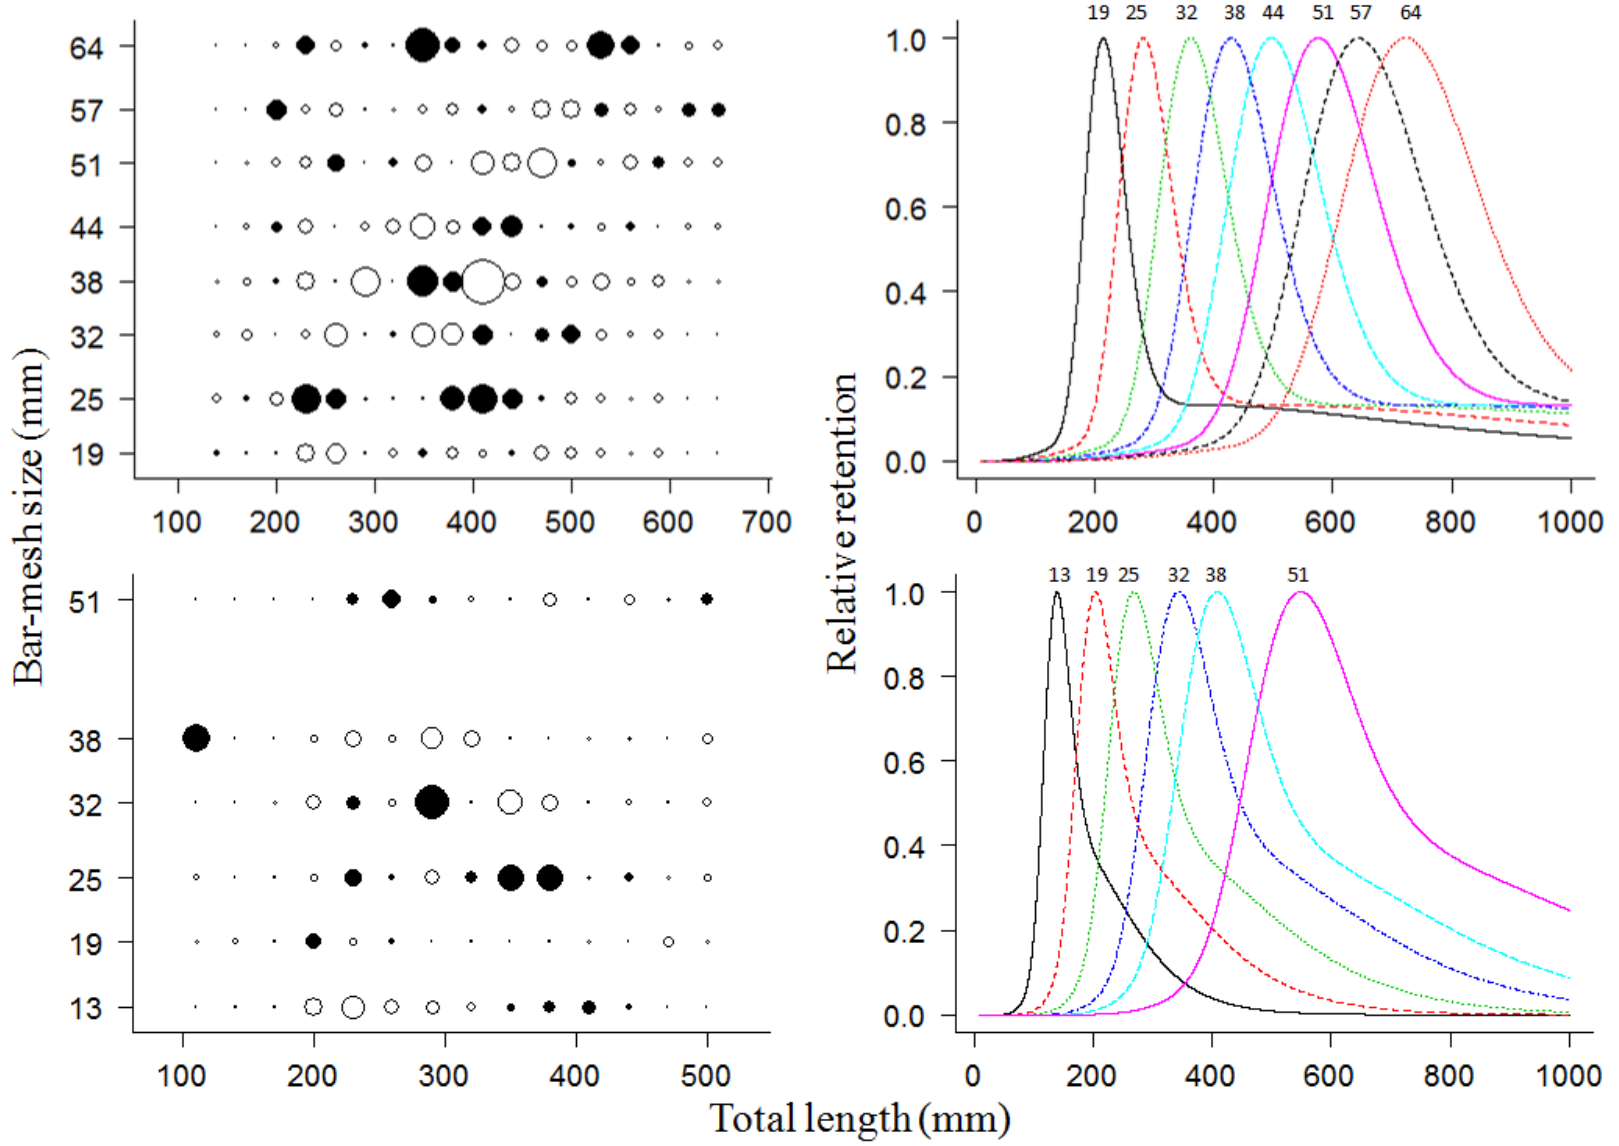 19 25 32 38 44 51 57 64
64
57
51
44
38
32
25
19
100 200 300 400 500 600 700
1.0
0.8
0.6
0.4
0.2
0.0
0 200 400 600 800 1000
Bar-mesh size (mm)
Relative retention
51
38
32
25
19
13
100 200 300 400 500
13 19 25 32 38 51
1.0
0.8
0.6
0.4
0.2
0.0
0 200 400 600 800 1000
Total length (mm)